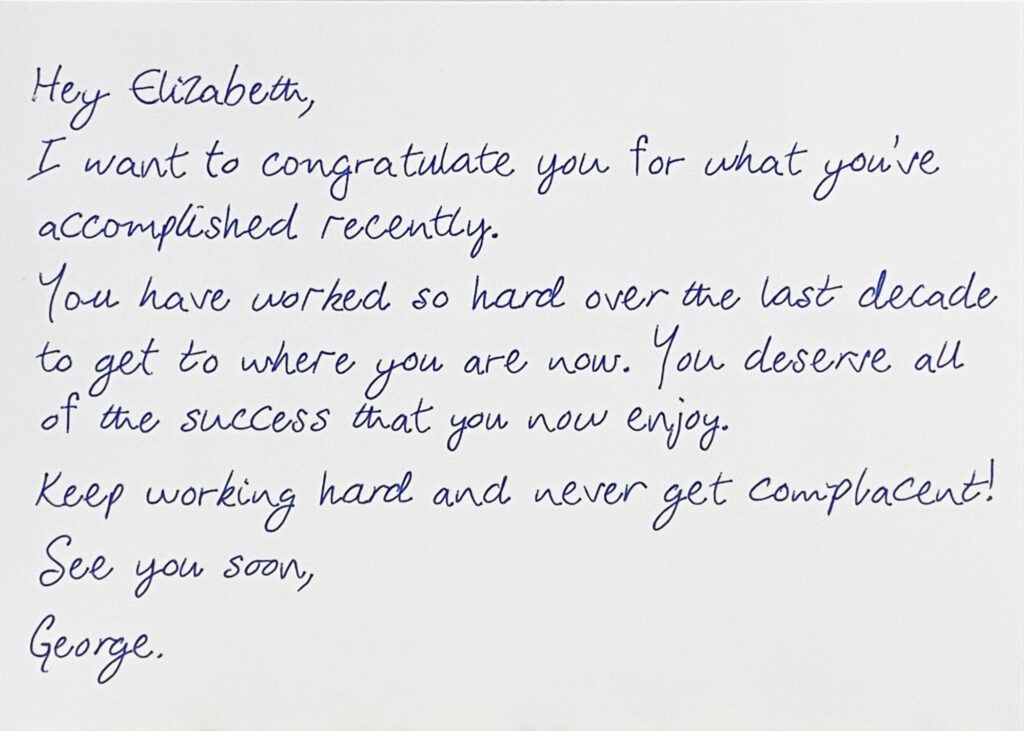 Hey Elizabeth,
I want to congratulate you for what you've
accomplished recently.
You have worked so hard over the last decade
to get to where you are now. You deserve all
of the success that you now enjoy.
Keep working hard and never get complacent!
See you soon,
George.